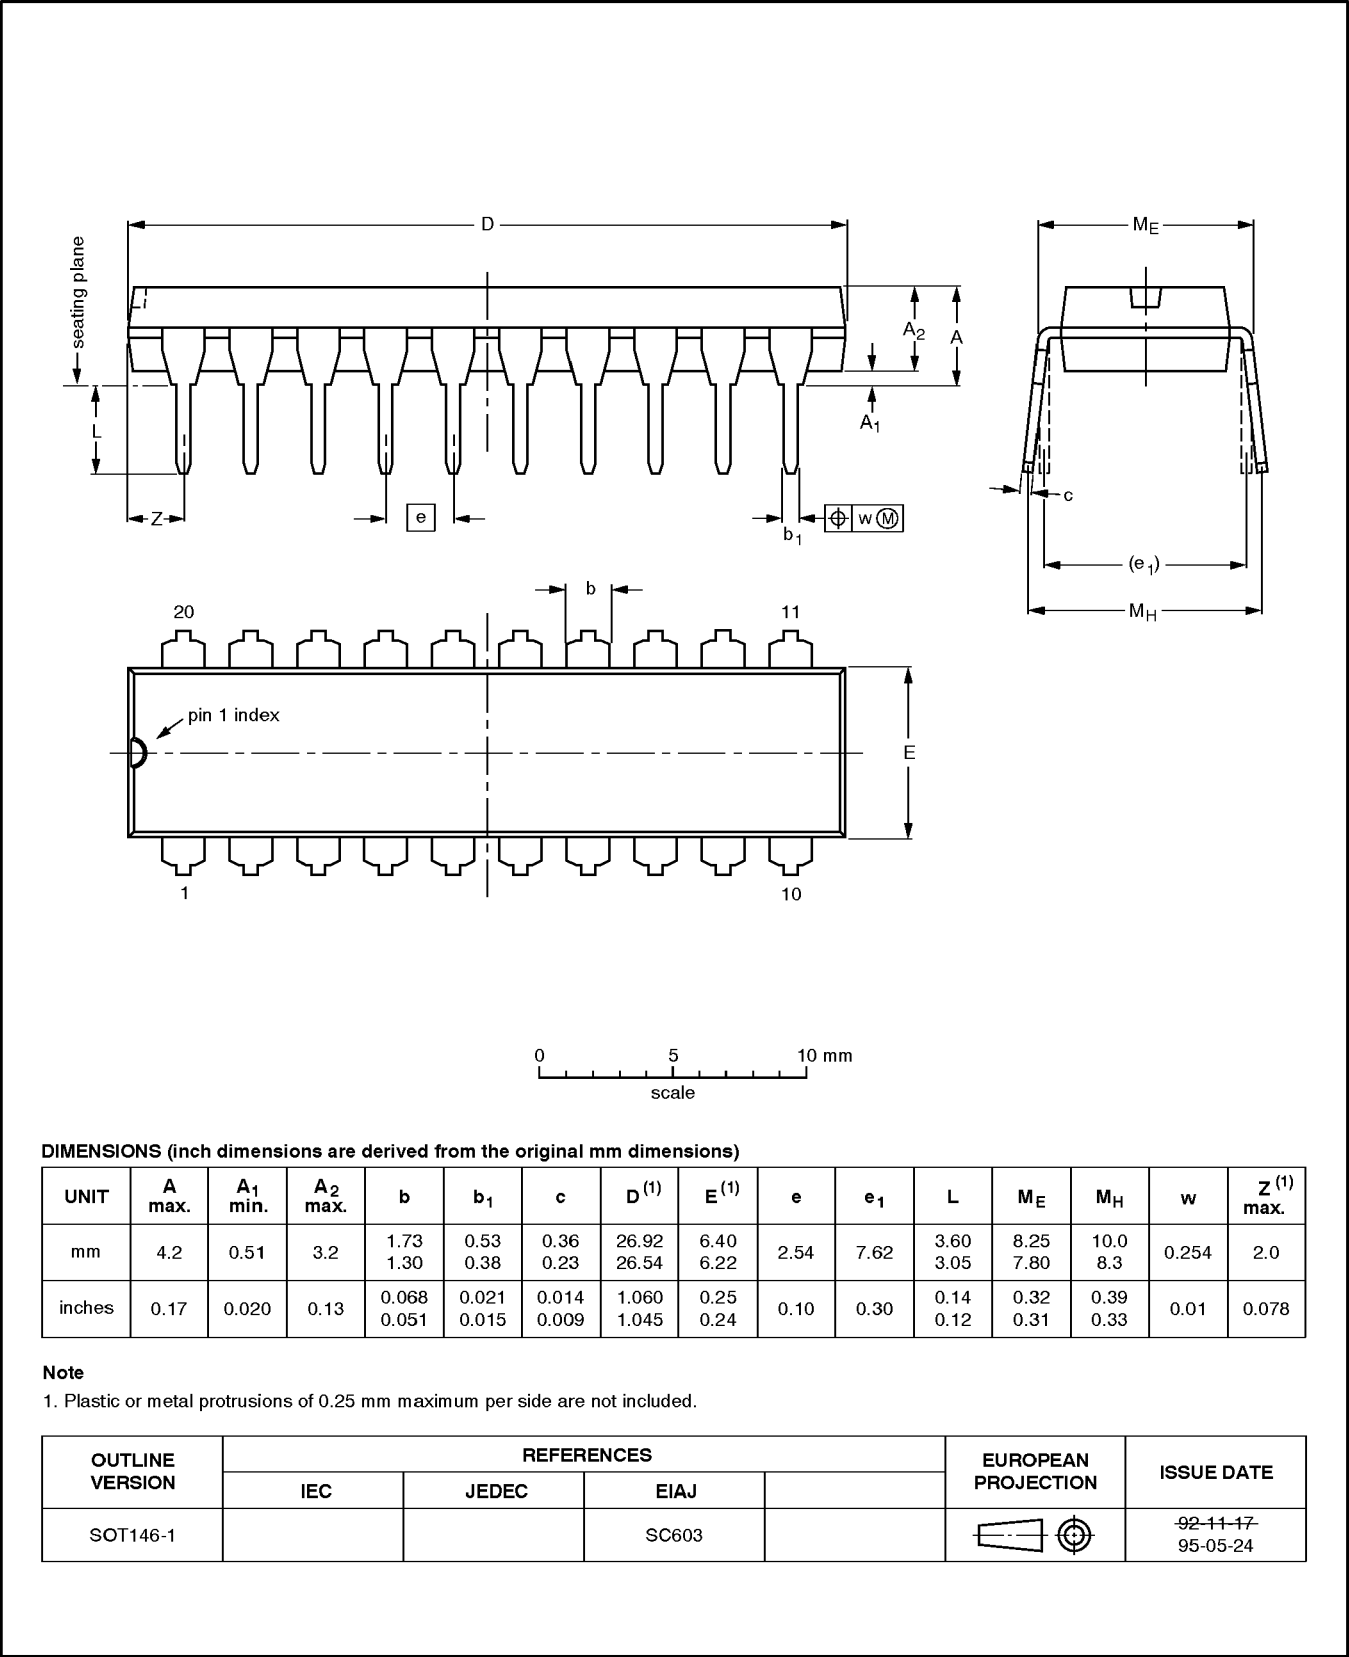 D
ME
seating plane
A2
A
A1
L
Z
e
b1
w M
c
(e1)
MH
b
20
11
pin 1 index
E
1
10
0 5 10 mm
scale
DIMENSIONS (inch dimensions are derived from the original mm dimensions)
UNIT A max. A1 min. A2 max. b b1 c D(1) E(1) e e1 L ME MH w Z(1) max.
mm 4.2 0.51 3.2 1.73 1.30 0.53 0.38 0.36 0.23 26.92 26.54 6.40 6.22 2.54 7.62 3.60 3.05 8.25 7.80 10.0 8.3 0.254 2.0
inches 0.17 0.020 0.13 0.068 0.051 0.021 0.015 0.014 0.009 1.060 1.045 0.25 0.24 0.10 0.30 0.14 0.12 0.32 0.31 0.39 0.33 0.01 0.078
Note
1. Plastic or metal protrusions of 0.25 mm maximum per side are not included.
OUTLINE VERSION
REFERENCES
EUROPEAN PROJECTION
ISSUE DATE
IEC JEDEC EIAJ
SOT146-1
SC603
92-11-17
95-05-24